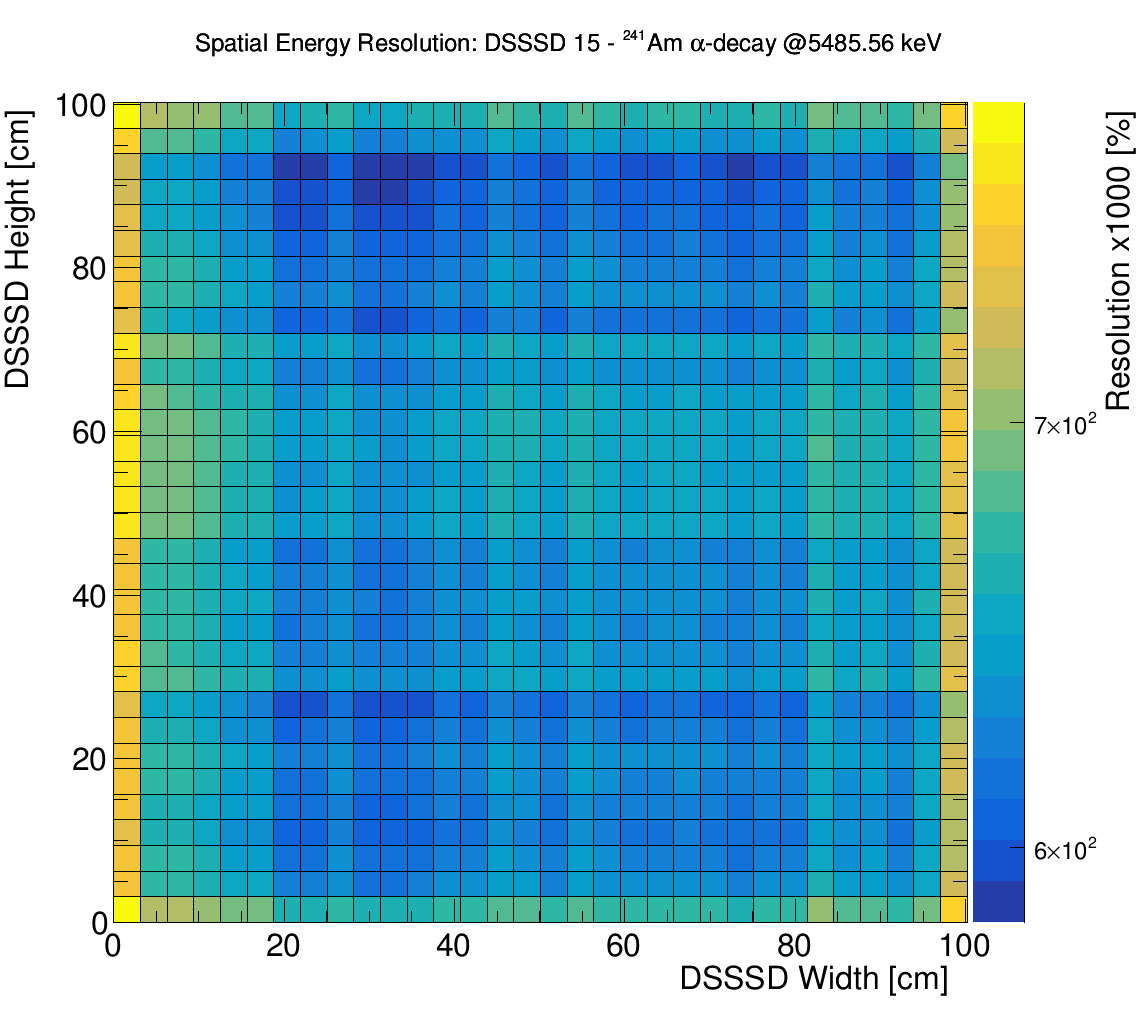 Spatial Energy Resolution: DSSSD 15 - ²⁴¹Am α-decay @5485.56 keV
DSSSD Height [cm]
100
80
60
40
20
0
0 20 40 60 80 100
DSSSD Width [cm]
7×10²
6×10²
Resolution x1000 [%]